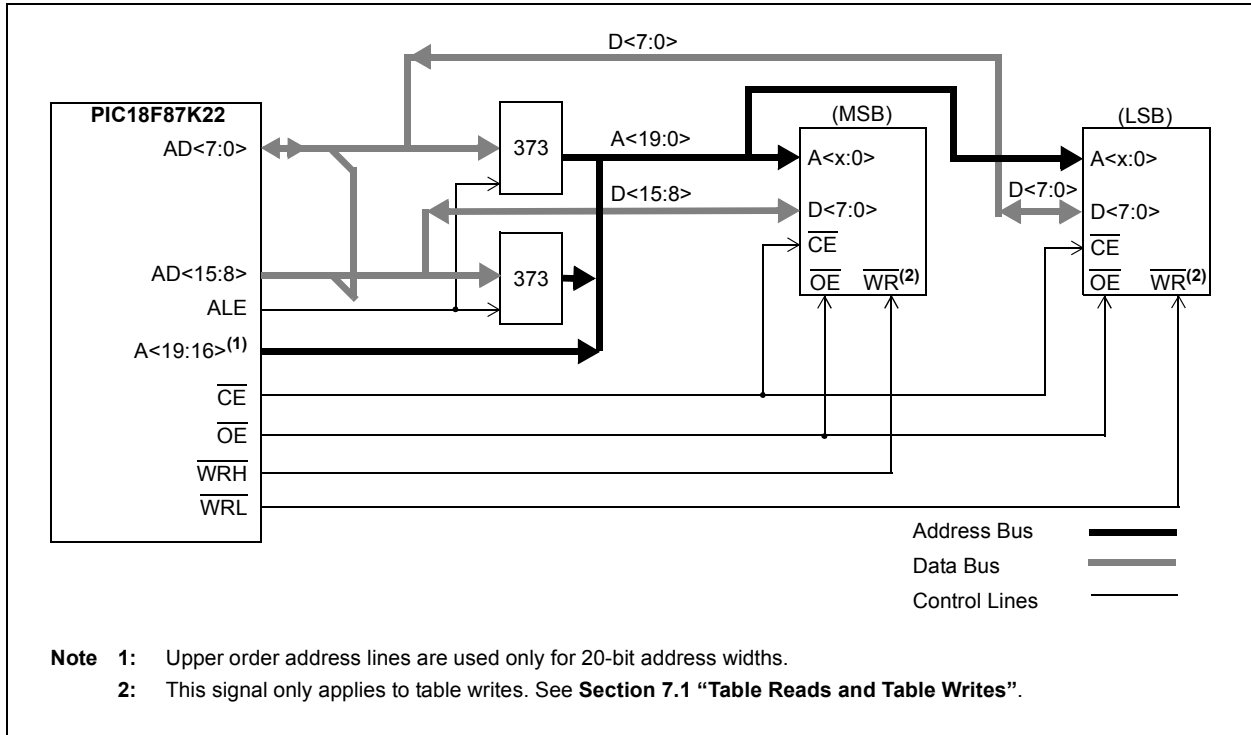 D<7:0>
PIC18F87K22
AD<7:0>
373
A<19:0>
(MSB)
A<x:0>
(LSB)
A<x:0>
D<15:8>
D<7:0>
D<7:0>
D<7:0>
CE
CE
AD<15:8>
373
OE WR(2)
OE WR(2)
ALE
A<19:16>(1)
CE
OE
WRH
WRL
Address Bus
Data Bus
Control Lines
Note 1: Upper order address lines are used only for 20-bit address widths.
2: This signal only applies to table writes. See Section 7.1 “Table Reads and Table Writes”.